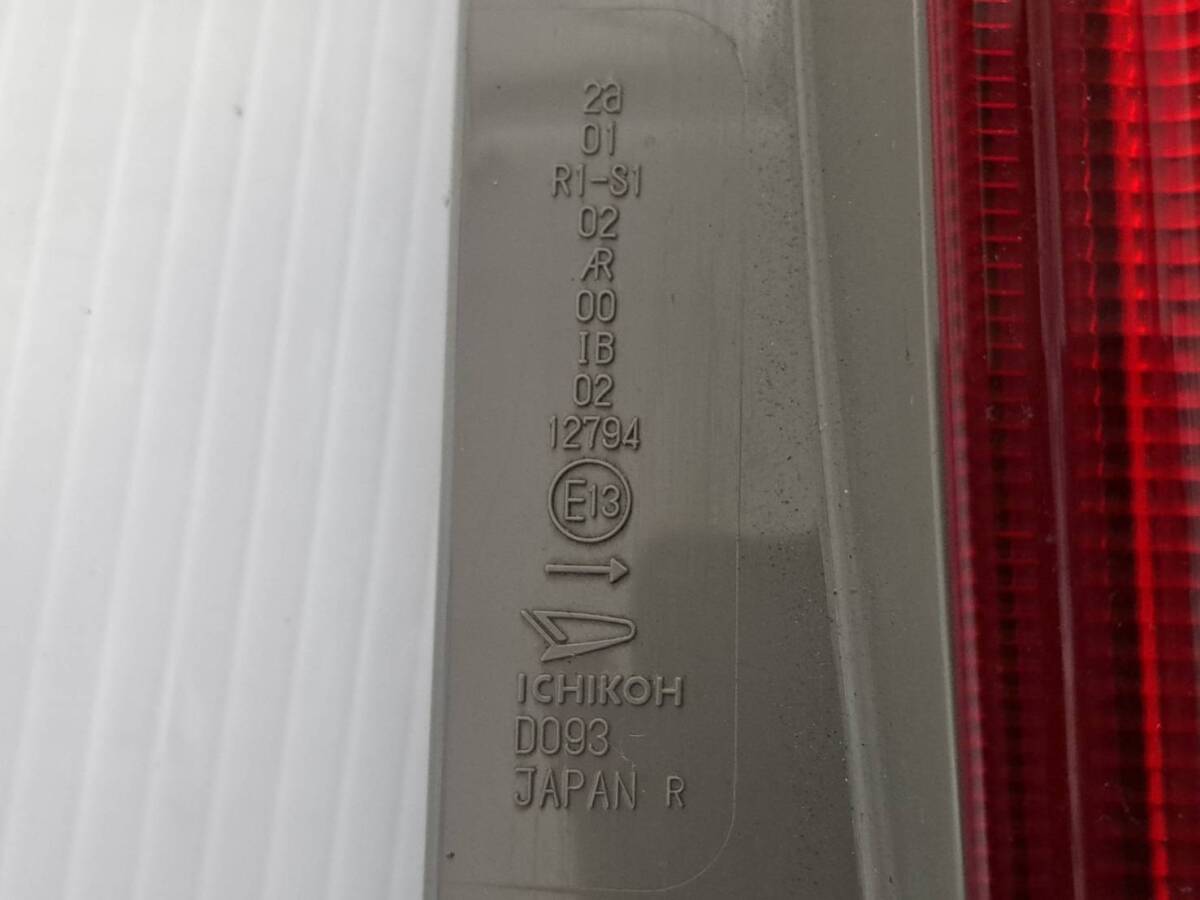 2a
01
R1-S1
02
AR
00
IB
02
12794
E13
→
ICHIKOH
D093
JAPAN R